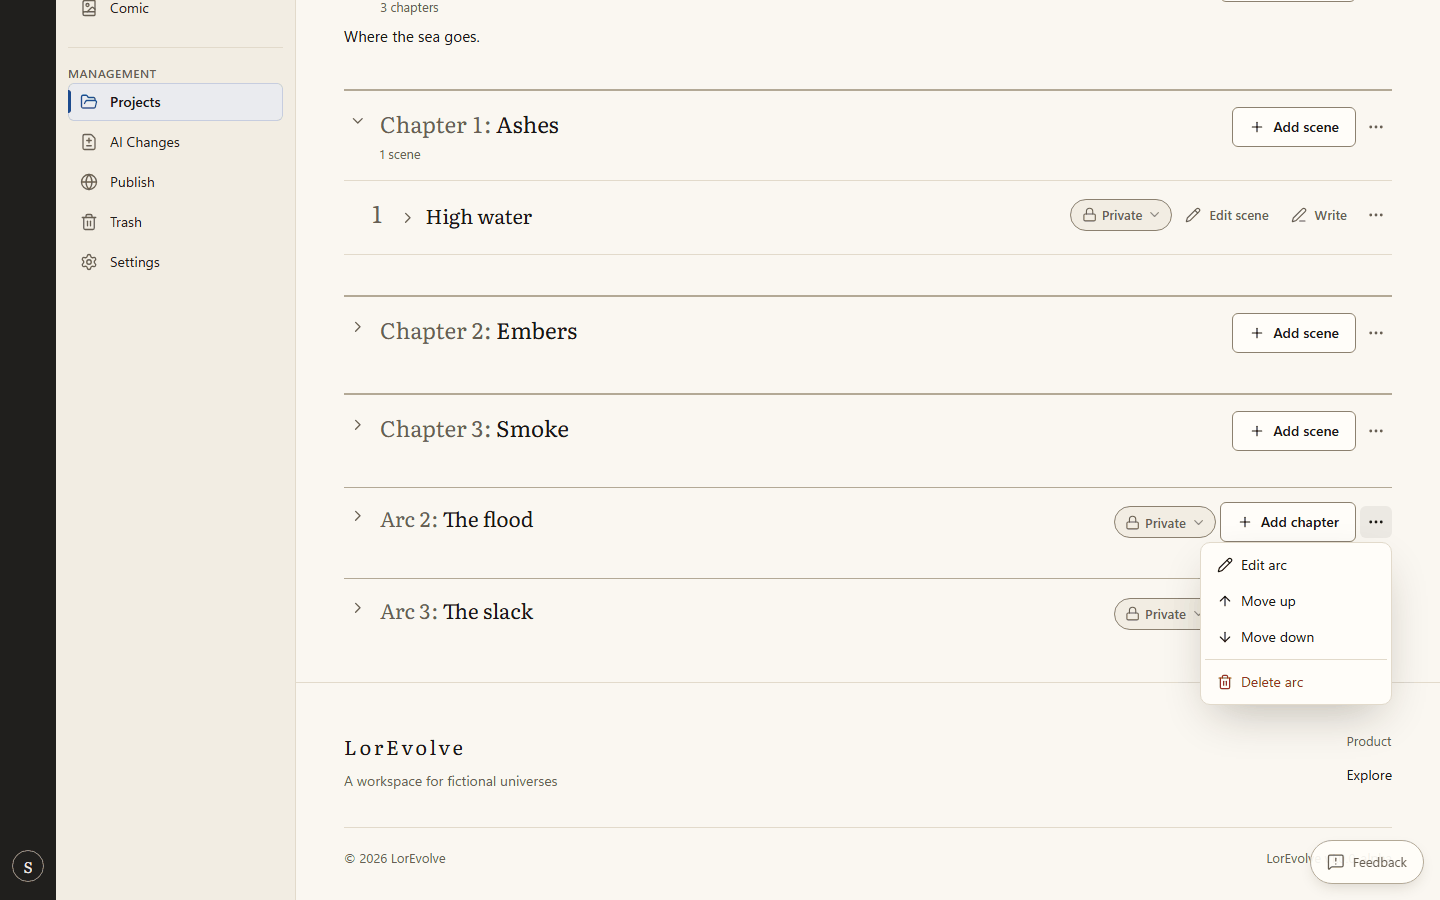 Comic
3 chapters
Where the sea goes.
MANAGEMENT
Projects
AI Changes
Publish
Trash
Settings
Chapter 1: Ashes
Add scene
1 scene
1 High water
Private
Edit scene
Write
Chapter 2: Embers
Add scene
Chapter 3: Smoke
Add scene
Arc 2: The flood
Private
Add chapter
Edit arc
Move up
Move down
Delete arc
Arc 3: The slack
Private
LorEvolve
A workspace for fictional universes
Product
Explore
© 2026 LorEvolve
Feedback
S